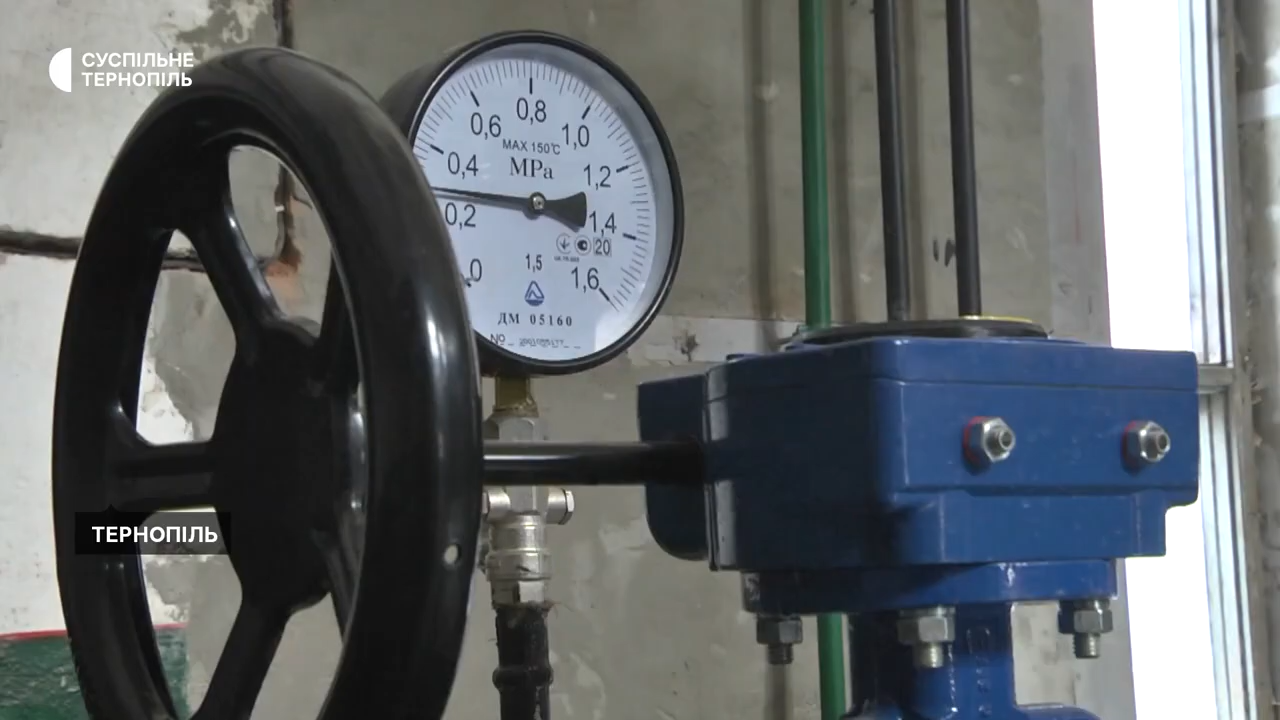 СУСПІЛЬНЕ
ТЕРНОПІЛЬ
0,8
0,6
1,0
MAX 150°C
0,4
MPa
1,2
0,2
1,4
20
0
1,5
1,6
ДМ 05160
№
ТЕРНОПІЛЬ